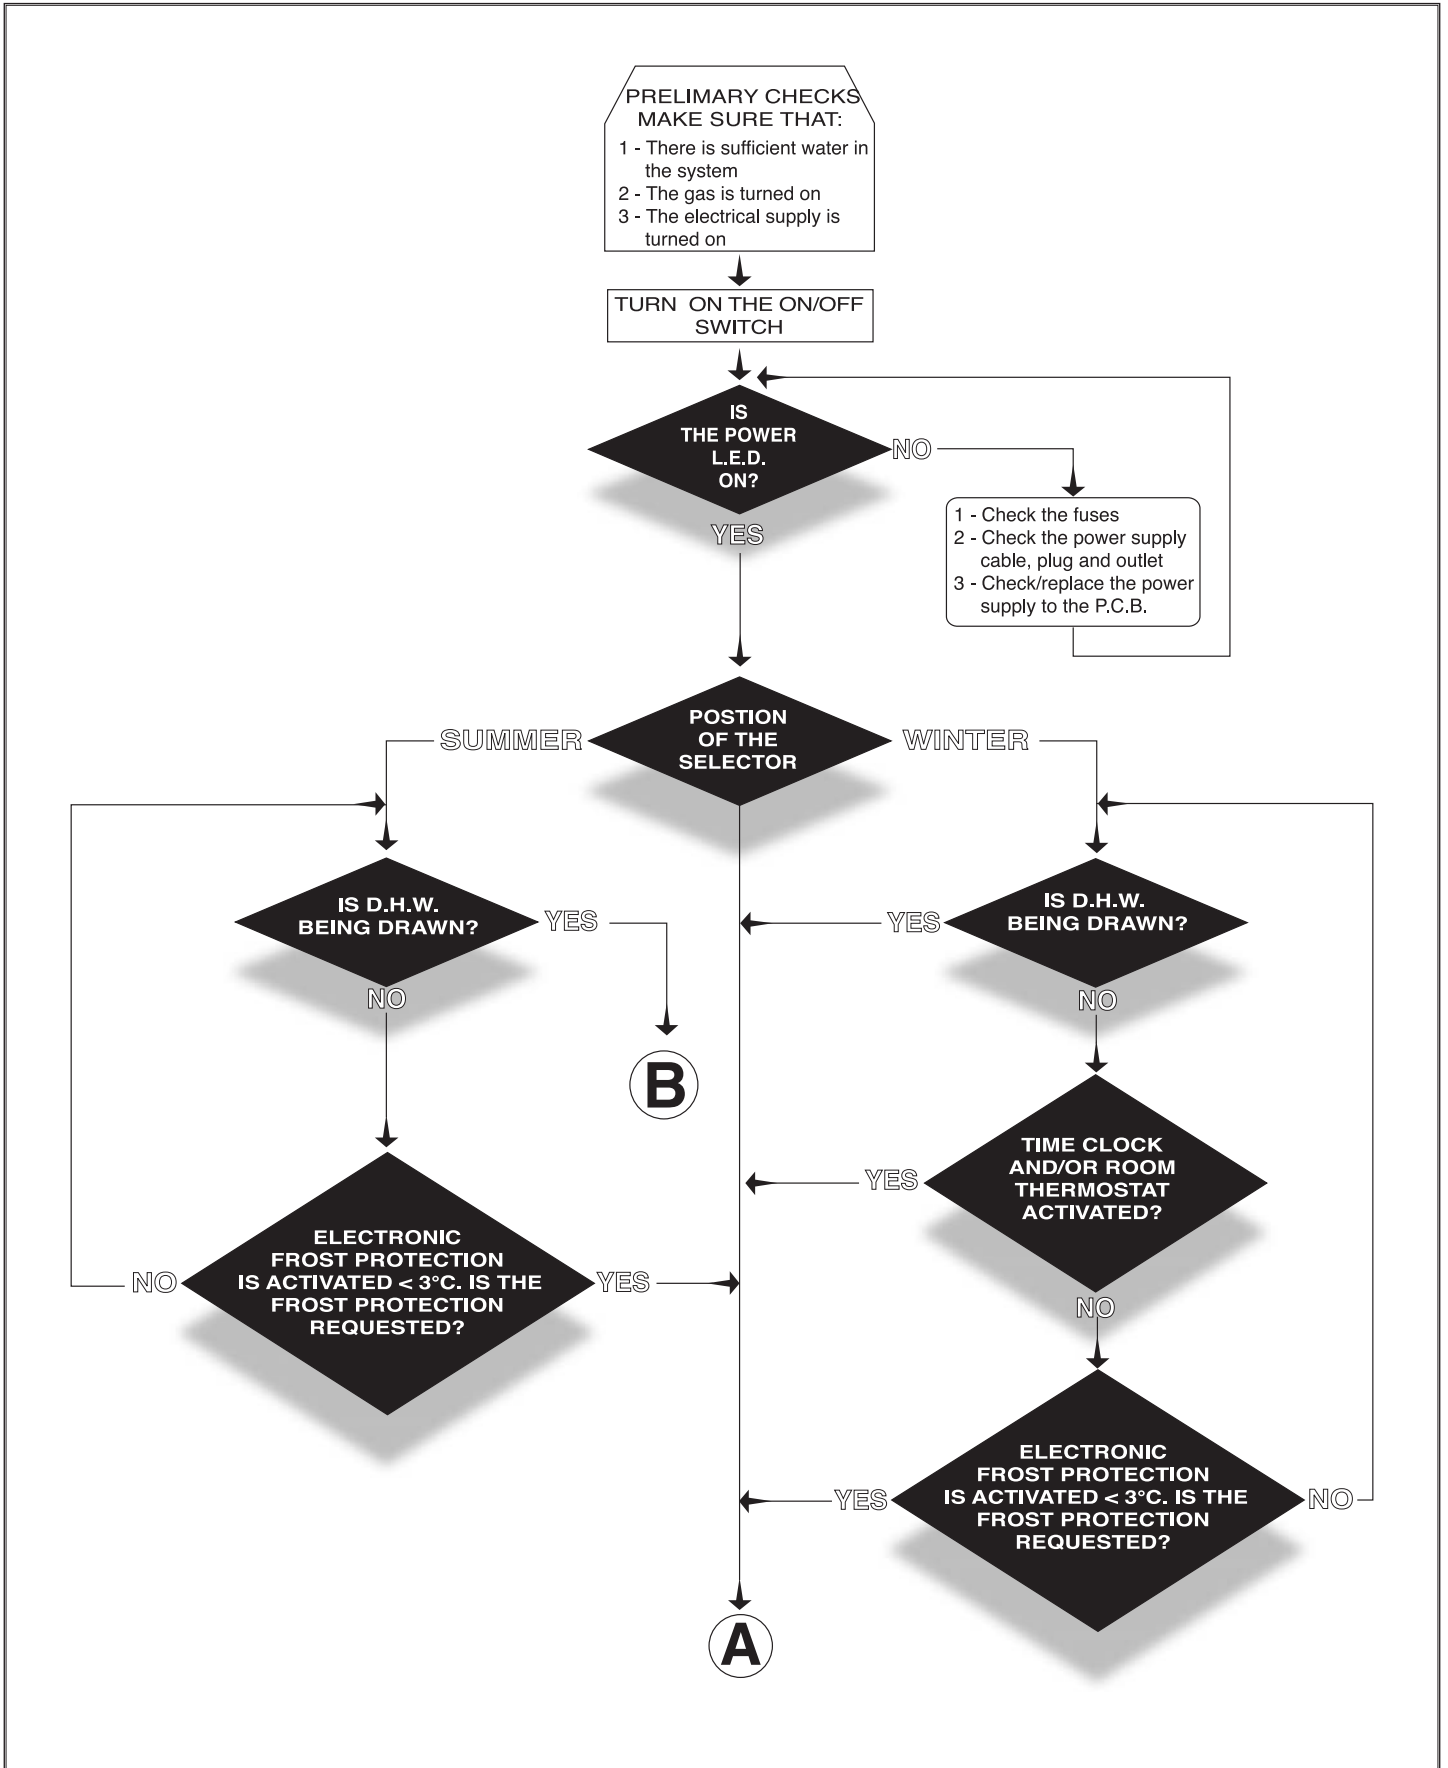 PRELIMARY CHECKS
MAKE SURE THAT:
1 - There is sufficient water in
the system
2 - The gas is turned on
3 - The electrical supply is
turned on
TURN ON THE ON/OFF
SWITCH
IS
THE POWER
L.E.D.
ON?
NO
YES
1 - Check the fuses
2 - Check the power supply
cable, plug and outlet
3 - Check/replace the power
supply to the P.C.B.
SUMMER
POSTION
OF THE
SELECTOR
WINTER
IS D.H.W.
BEING DRAWN?
YES
NO
B
YES
IS D.H.W.
BEING DRAWN?
NO
YES
TIME CLOCK
AND/OR ROOM
THERMOSTAT
ACTIVATED?
NO
NO
ELECTRONIC
FROST PROTECTION
IS ACTIVATED < 3°C. IS THE
FROST PROTECTION
REQUESTED?
YES
YES
ELECTRONIC
FROST PROTECTION
IS ACTIVATED < 3°C. IS THE
FROST PROTECTION
REQUESTED?
NO
A